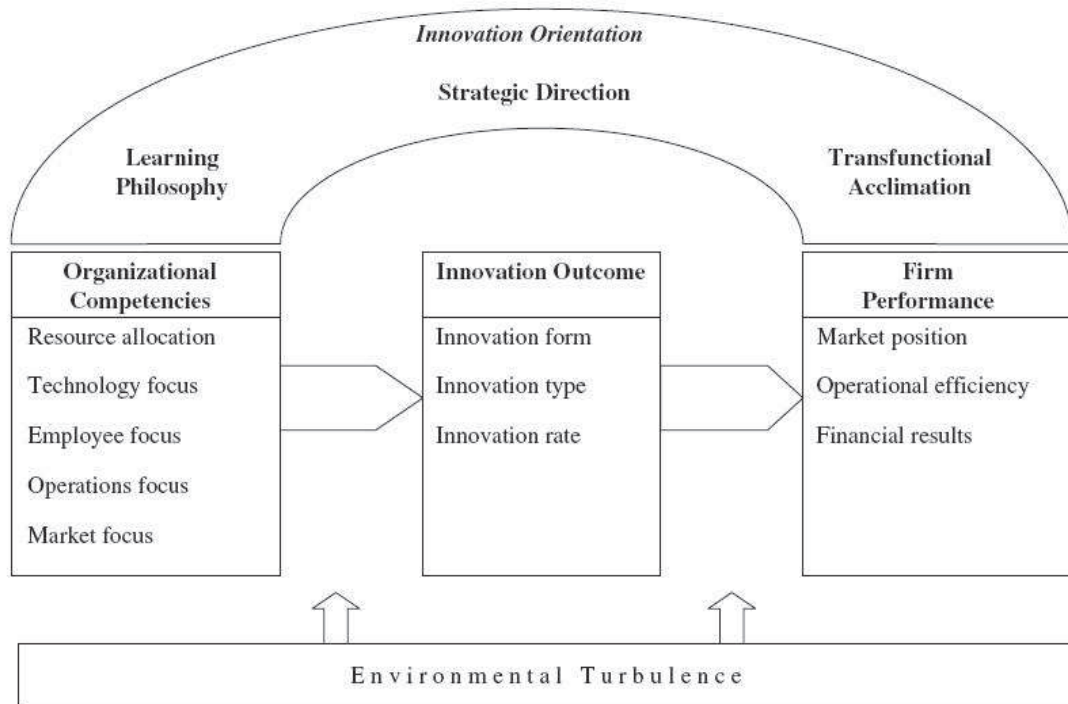 Innovation Orientation
Strategic Direction
Learning
Philosophy
Transfunctional
Acclimation
Organizational
Competencies
Resource allocation
Technology focus
Employee focus
Operations focus
Market focus
Innovation Outcome
Innovation form
Innovation type
Innovation rate
Firm
Performance
Market position
Operational efficiency
Financial results
Environmental Turbulence